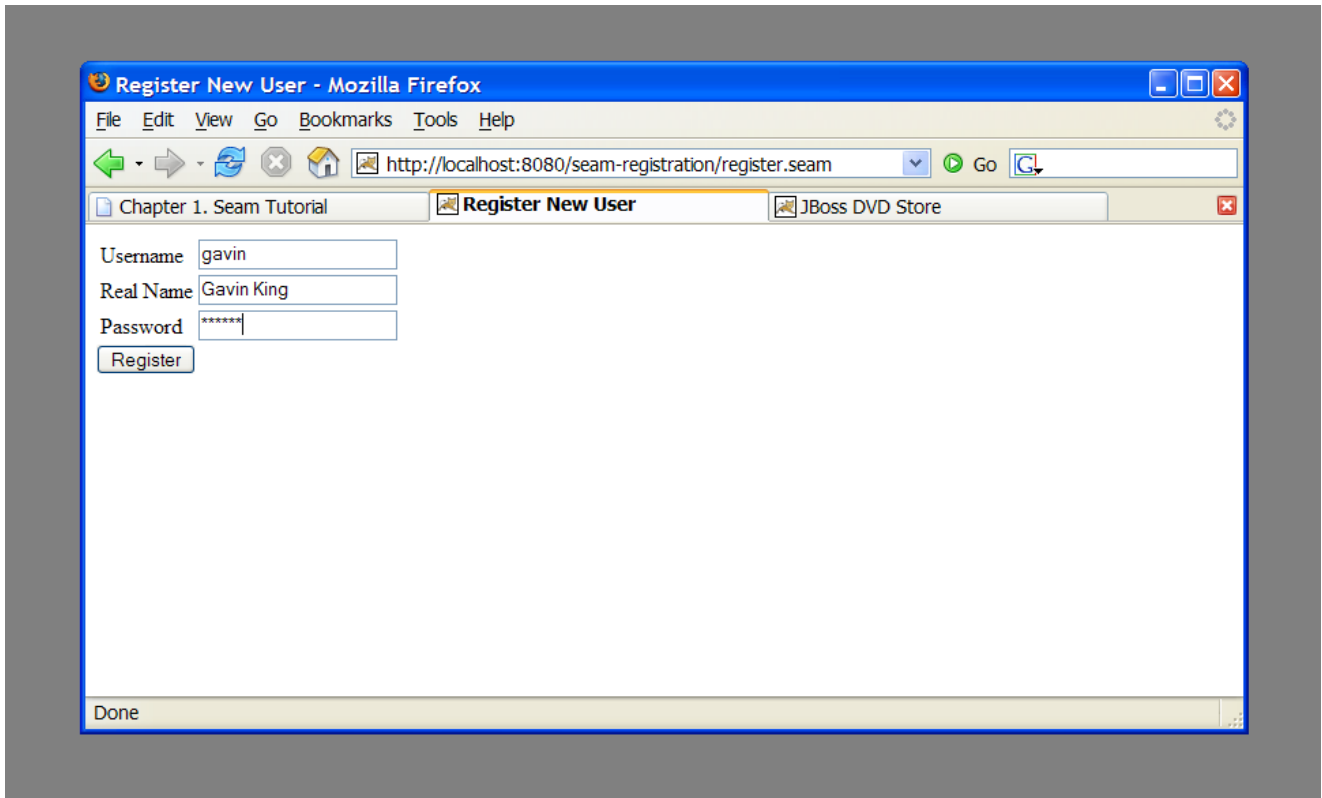 Register New User - Mozilla Firefox
File Edit View Go Bookmarks Tools Help
http://localhost:8080/seam-registration/register.seam Go G
Chapter 1. Seam Tutorial Register New User JBoss DVD Store
Username gavin
Real Name Gavin King
Password ******
Register
Done